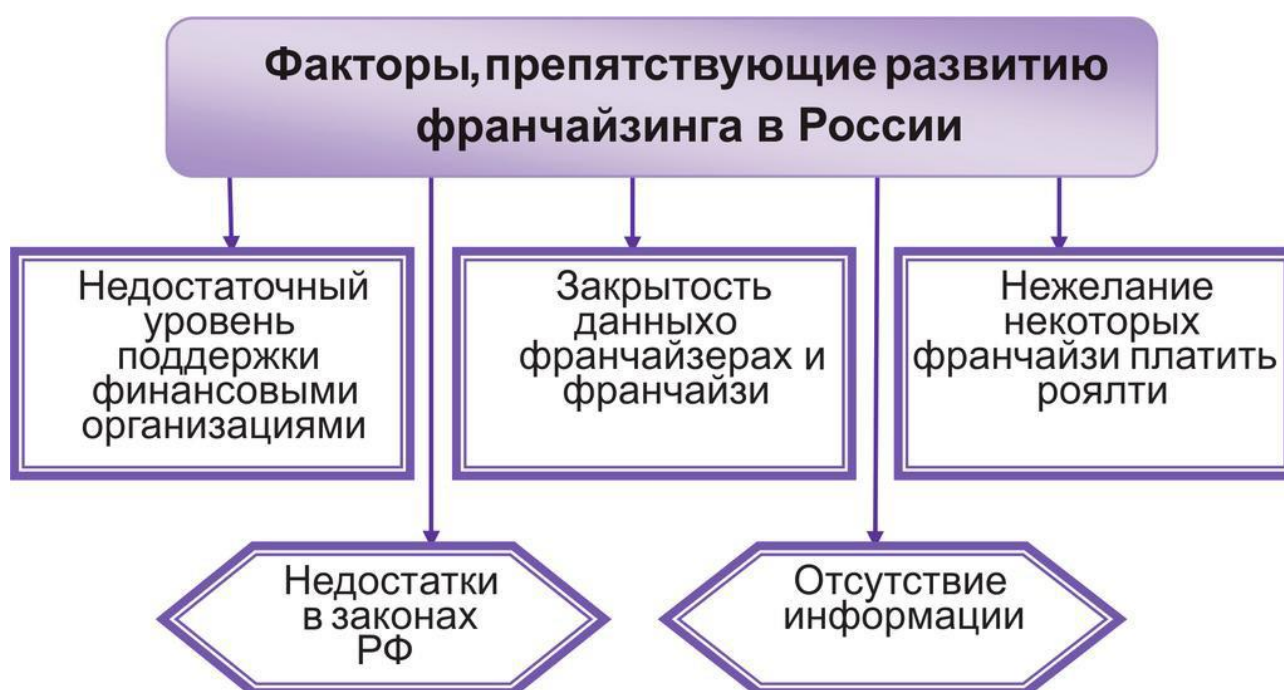 Факторы,препятствующие развитию
франчайзинга в России
Недостаточный
уровень
поддержки
финансовыми
организациями
Закрытость
данныхо
франчайзерах и
франчайзи
Нежелание
некоторых
франчайзи платить
роялти
Недостатки
в законах
РФ
Отсутствие
информации